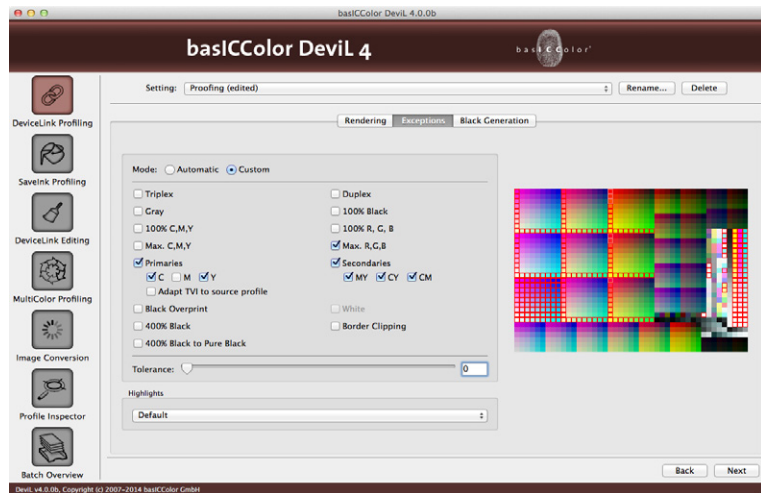 basICColor DeviL 4.0.0b
basICColor DeviL 4
basICColor
Setting: Proofing (edited) Rename... Delete
DeviceLink Profiling
SaveInk Profiling
DeviceLink Editing
MultiColor Profiling
Image Conversion
Profile Inspector
Batch Overview
Rendering Exceptions Black Generation
Mode: Automatic Custom
Triplex Duplex
Gray 100% Black
100% C,M,Y 100% R, G, B
Max. C,M,Y Max. R,G,B
Primaries Secondaries
C M Y MY CY CM
Adapt TVI to source profile
Black Overprint White
400% Black Border Clipping
400% Black to Pure Black
Tolerance: 0
Highlights
Default
Back Next
DeviL v4.0.0b, Copyright (c) 2007-2014 basICColor GmbH